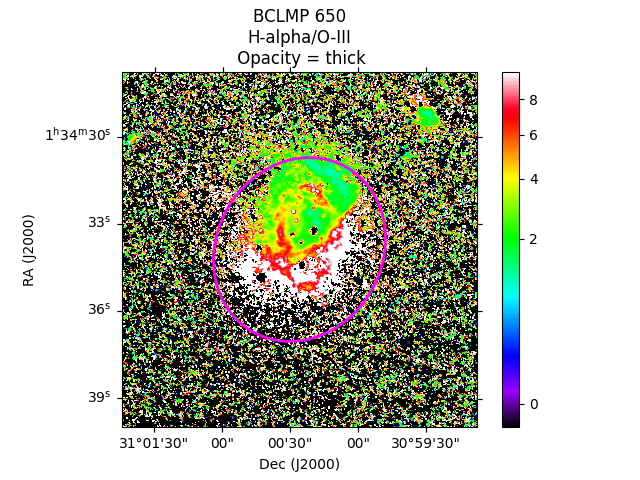 BCLMP 650
H-alpha/O-III
Opacity = thick
1ʰ34ᵐ30ˢ
33ˢ
36ˢ
39ˢ
RA (J2000)
31°01'30" 00" 00'30" 00" 30°59'30"
Dec (J2000)
8
6
4
2
0